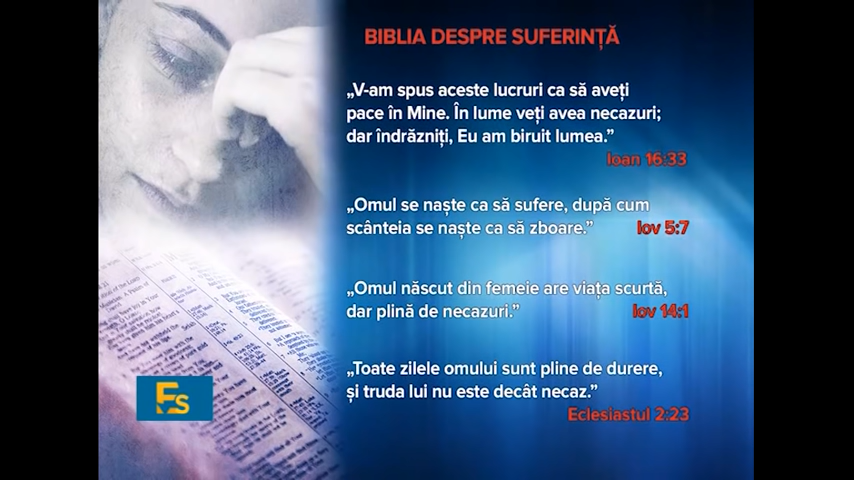 BIBLIA DESPRE SUFERINȚĂ
„V-am spus aceste lucruri ca să aveți
pace în Mine. În lume veți avea necazuri;
dar îndrăzniți, Eu am biruit lumea.”
Ioan 16:33
„Omul se naște ca să sufere, după cum
scânteia se naște ca să zboare.” Iov 5:7
„Omul născut din femeie are viața scurtă,
dar plină de necazuri.” Iov 14:1
„Toate zilele omului sunt pline de durere,
și truda lui nu este decât necaz.”
Eclesiastul 2:23
Es